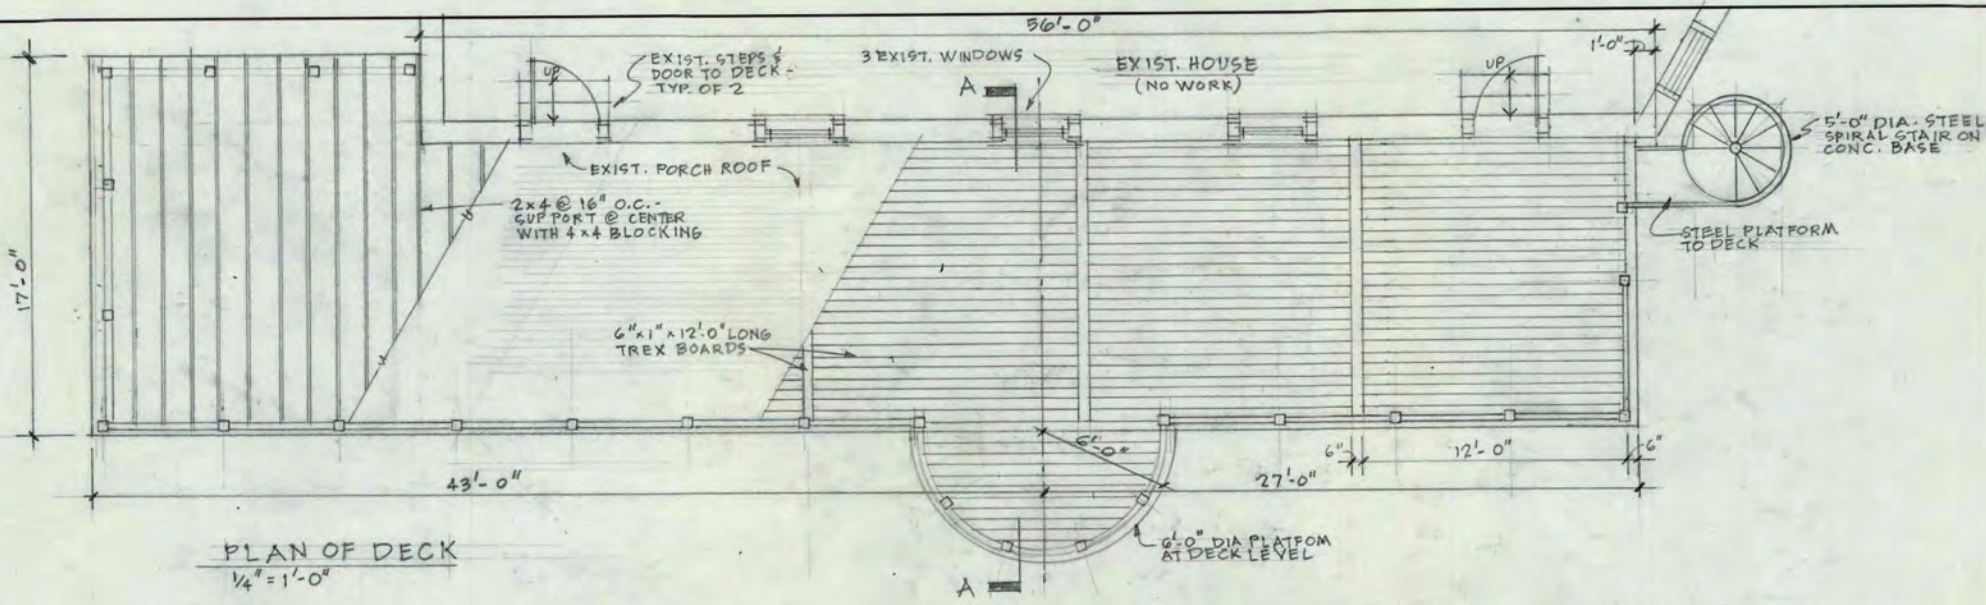 56'-0"
EXIST. STEPS &
DOOR TO DECK -
TYP. OF 2
UP
3 EXIST. WINDOWS
A
EXIST. HOUSE
(NO WORK)
UP
1'-0"
5'-0" DIA. STEEL
SPIRAL STAIR ON
CONC. BASE
EXIST. PORCH ROOF
2x4 @ 16" O.C. -
SUPPORT @ CENTER
WITH 4x4 BLOCKING
STEEL PLATFORM
TO DECK
17'-0"
6"x1"x12'-0" LONG
TREX BOARDS
6'-0"
6"
12'-0"
6"
43'-0"
27'-0"
6'-0" DIA PLATFOM
AT DECK LEVEL
A
PLAN OF DECK
1/4" = 1'-0"